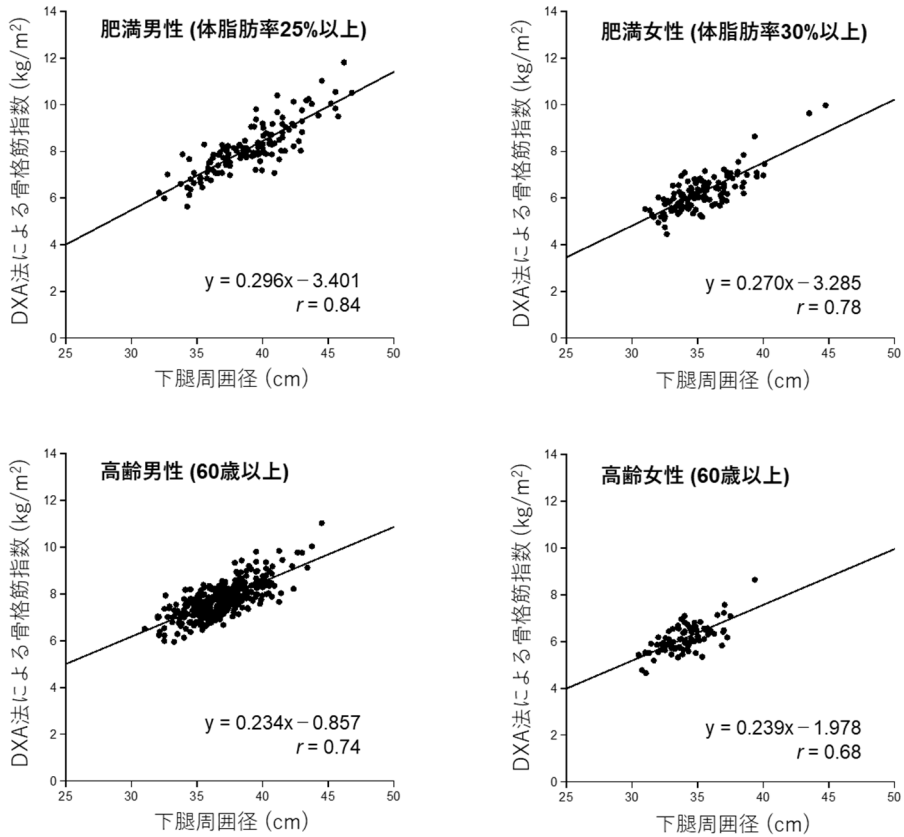 肥満男性 (体脂肪率25%以上)
DXA法による骨格筋指数 (kg/m²)
14
12
10
8
6
4
2
0
y = 0.296x－3.401
r = 0.84
25 30 35 40 45 50
下腿周囲径 (cm)
肥満女性 (体脂肪率30%以上)
DXA法による骨格筋指数 (kg/m²)
14
12
10
8
6
4
2
0
y = 0.270x－3.285
r = 0.78
25 30 35 40 45 50
下腿周囲径 (cm)
高齢男性 (60歳以上)
DXA法による骨格筋指数 (kg/m²)
14
12
10
8
6
4
2
0
y = 0.234x－0.857
r = 0.74
25 30 35 40 45 50
下腿周囲径 (cm)
高齢女性 (60歳以上)
DXA法による骨格筋指数 (kg/m²)
14
12
10
8
6
4
2
0
y = 0.239x－1.978
r = 0.68
25 30 35 40 45 50
下腿周囲径 (cm)